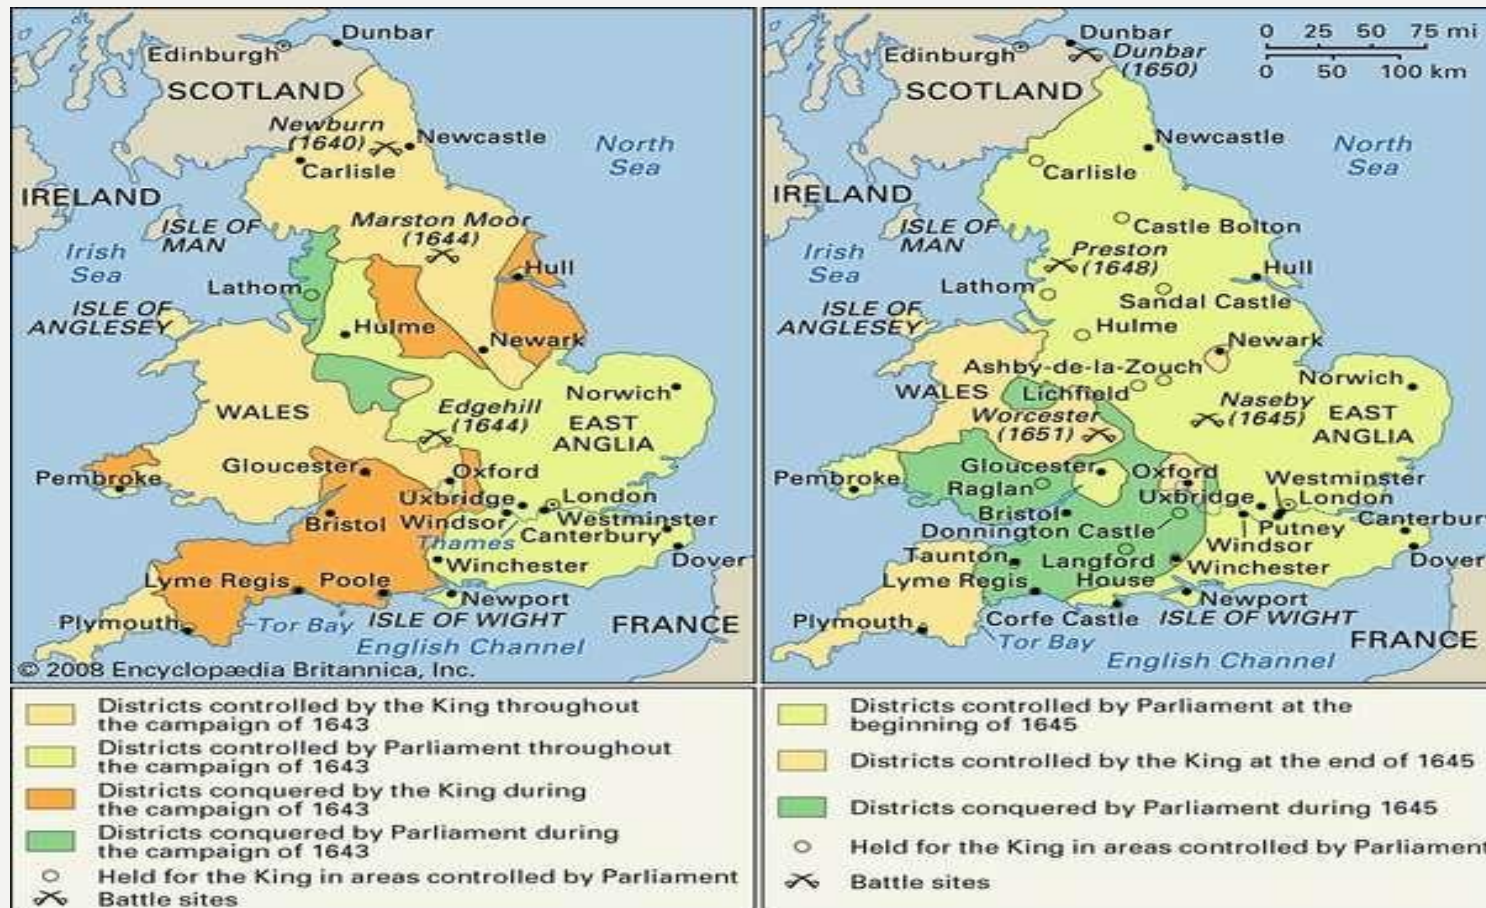 Dunbar
Edinburgh
SCOTLAND
Newburn
(1640)
Newcastle
Carlisle
North
Sea
IRELAND
ISLE OF
MAN
Marston Moor
(1644)
Irish
Sea
Hull
Lathom
ISLE OF
ANGLESEY
Hulme
Newark
Norwich
WALES
Edgehill
(1644)
EAST
ANGLIA
Gloucester
Oxford
Pembroke
Uxbridge
London
Bristol
Windsor
Westminster
Thames
Canterbury
Winchester
Dover
Lyme Regis
Poole
Newport
Plymouth
Tor Bay
ISLE OF WIGHT
FRANCE
English Channel
© 2008 Encyclopædia Britannica, Inc.
Districts controlled by the King throughout
the campaign of 1643
Districts controlled by Parliament throughout
the campaign of 1643
Districts conquered by the King during
the campaign of 1643
Districts conquered by Parliament during
the campaign of 1643
Held for the King in areas controlled by Parliament
Battle sites
Dunbar
Dunbar
(1650)
0 25 50 75 mi
0 50 100 km
Edinburgh
SCOTLAND
Newcastle
Carlisle
North
Sea
IRELAND
ISLE OF
MAN
Castle Bolton
Irish
Sea
Preston
(1648)
Hull
Lathom
Sandal Castle
ISLE OF
ANGLESEY
Hulme
Newark
Ashby-de-la-Zouch
Norwich
WALES
Lichfield
Naseby
(1645)
Worcester
(1651)
EAST
ANGLIA
Gloucester
Oxford
Westminster
Pembroke
Raglan
Uxbridge
London
Bristol
Putney
Canterbury
Donnington Castle
Windsor
Taunton
Langford
House
Winchester
Dover
Lyme Regis
Newport
Plymouth
Corfe Castle
ISLE OF WIGHT
Tor Bay
FRANCE
English Channel
Districts controlled by Parliament at the
beginning of 1645
Districts controlled by the King at the end of 1645
Districts conquered by Parliament during 1645
Held for the King in areas controlled by Parliament
Battle sites